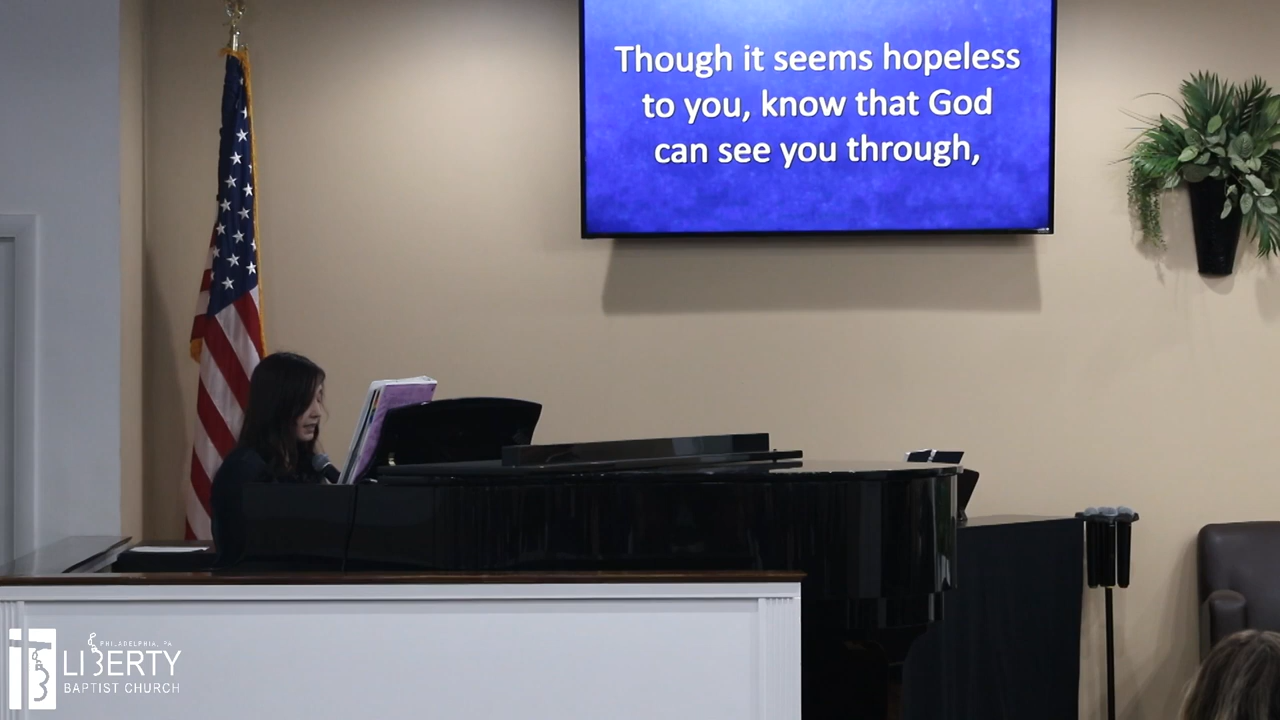 Though it seems hopeless
to you, know that God
can see you through,
PHILADELPHIA, PA
LIBERTY
BAPTIST CHURCH